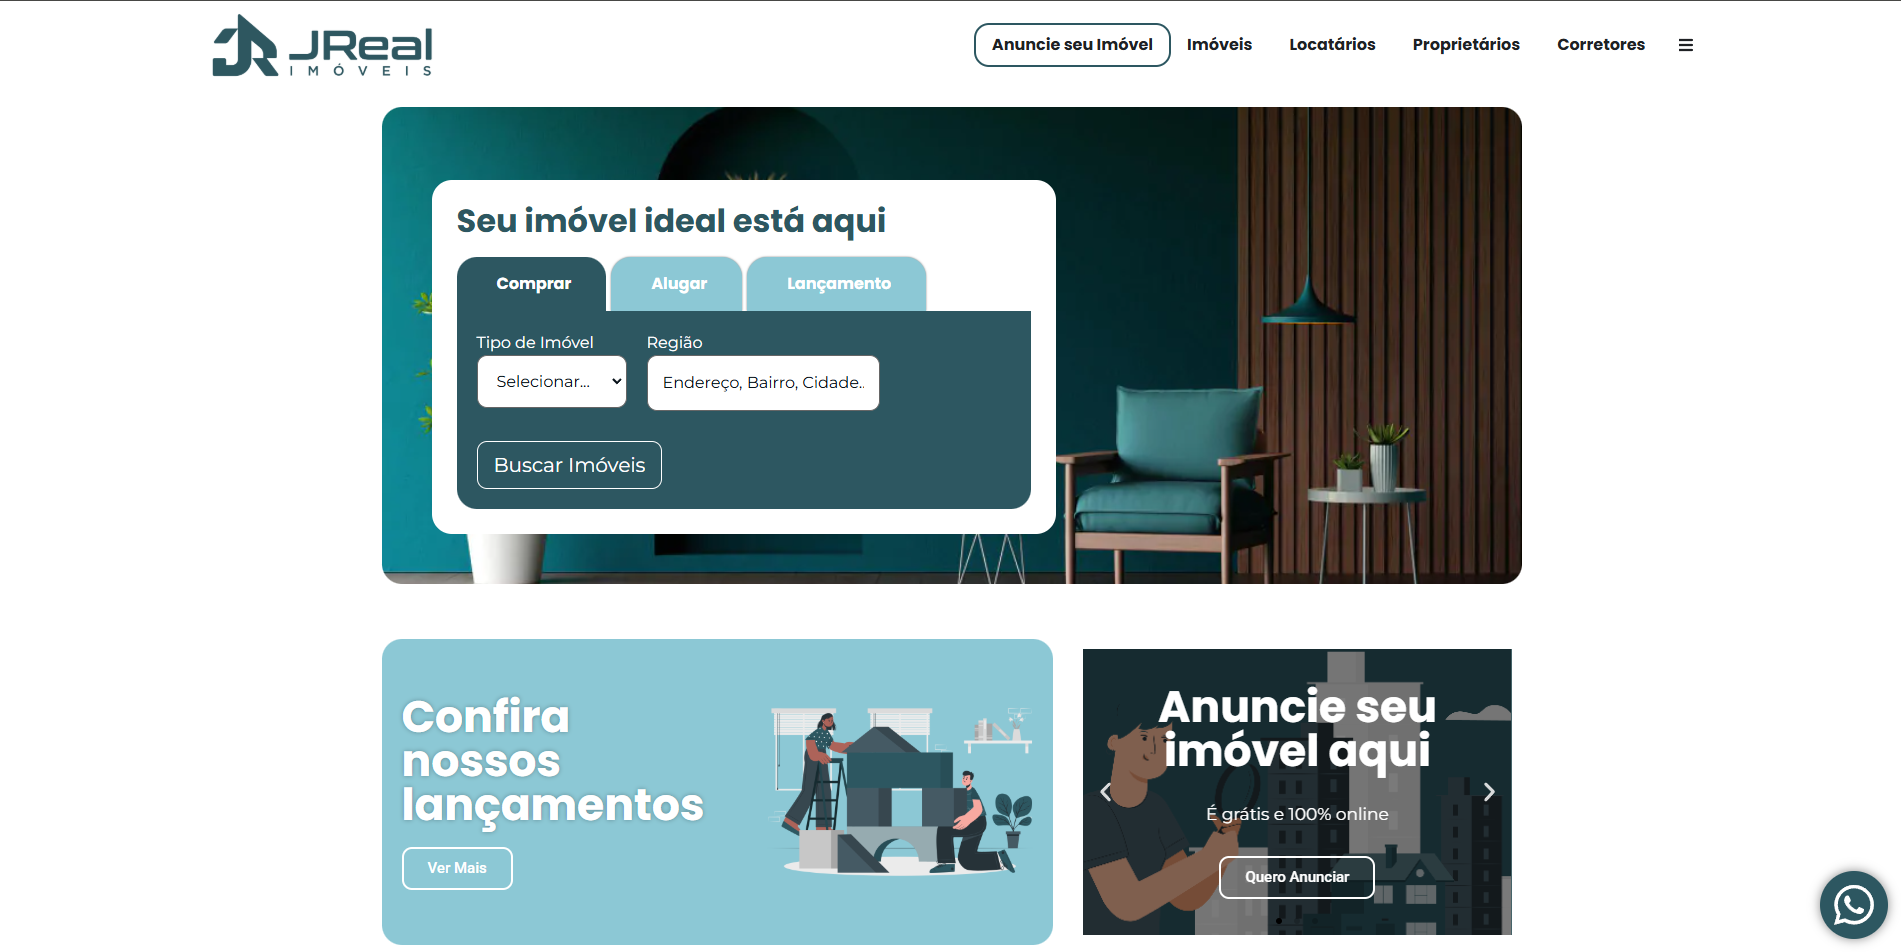 JReal
IMÓVEIS
Anuncie seu Imóvel
Imóveis
Locatários
Proprietários
Corretores
Seu imóvel ideal está aqui
Comprar
Alugar
Lançamento
Tipo de Imóvel
Região
Selecionar...
Endereço, Bairro, Cidade..
Buscar Imóveis
Confira
nossos
lançamentos
Ver Mais
Anuncie seu
imóvel aqui
É grátis e 100% online
Quero Anunciar